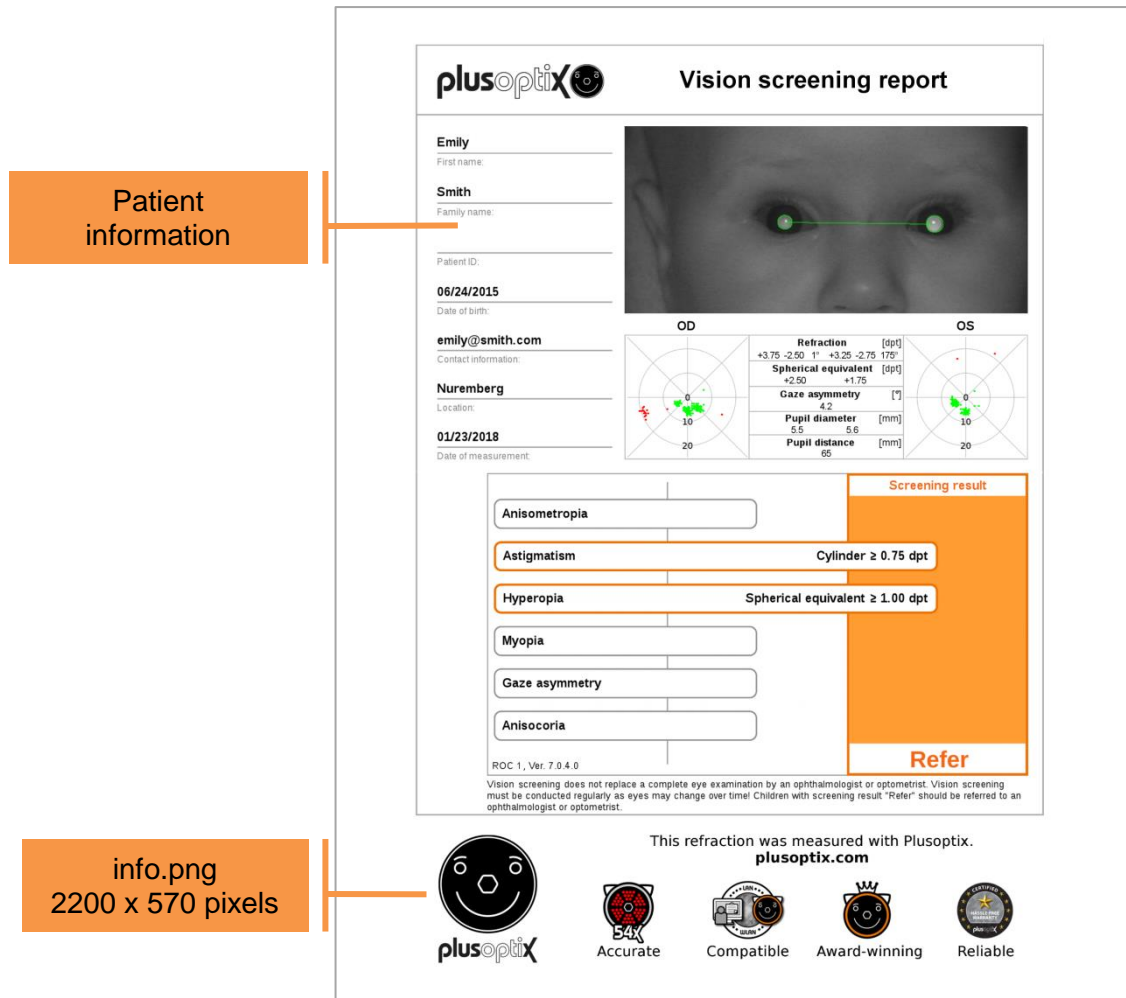 plusoptix
Vision screening report
Patient
information
Emily
First name:
Smith
Family name:
Patient ID:
06/24/2015
Date of birth:
emily@smith.com
Contact information:
Nuremberg
Location:
01/23/2018
Date of measurement:
OD
OS
0
10
20
Refraction [dpt]
+3.75 -2.50 1° +3.25 -2.75 175°
Spherical equivalent [dpt]
+2.50 +1.75
Gaze asymmetry [°]
4.2
Pupil diameter [mm]
5.5 5.6
Pupil distance [mm]
65
0
10
20
Screening result
Anisometropia
Astigmatism Cylinder ≥ 0.75 dpt
Hyperopia Spherical equivalent ≥ 1.00 dpt
Myopia
Gaze asymmetry
Anisocoria
ROC 1, Ver. 7.0.4.0
Refer
Vision screening does not replace a complete eye examination by an ophthalmologist or optometrist. Vision screening
must be conducted regularly as eyes may change over time! Children with screening result "Refer" should be referred to an
ophthalmologist or optometrist.
info.png
2200 x 570 pixels
plusoptix
This refraction was measured with Plusoptix.
plusoptix.com
54X
Accurate
LAN
WLAN
Compatible
Award-winning
CERTIFIED
HASSLE-FREE
WARRANTY
plusoptix
Reliable